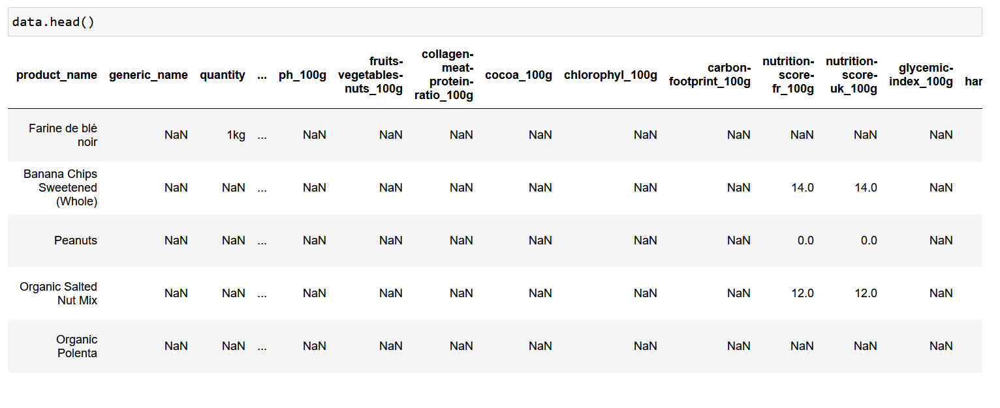 data.head()
product_name generic_name quantity ... ph_100g fruits-vegetables-nuts_100g collagen-meat-protein-ratio_100g cocoa_100g chlorophyl_100g carbon-footprint_100g nutrition-score-fr_100g nutrition-score-uk_100g glycemic-index_100g har
Farine de blé noir NaN 1kg ... NaN NaN NaN NaN NaN NaN NaN NaN NaN
Banana Chips Sweetened (Whole) NaN NaN ... NaN NaN NaN NaN NaN NaN 14.0 14.0 NaN
Peanuts NaN NaN ... NaN NaN NaN NaN NaN NaN 0.0 0.0 NaN
Organic Salted Nut Mix NaN NaN ... NaN NaN NaN NaN NaN NaN 12.0 12.0 NaN
Organic Polenta NaN NaN ... NaN NaN NaN NaN NaN NaN NaN NaN NaN